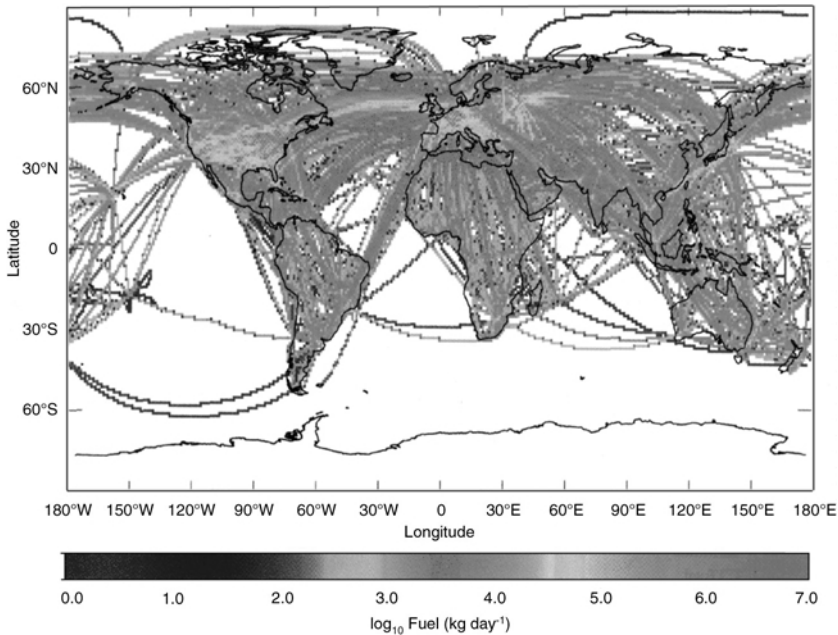 60°N
30°N
0
30°S
60°S
Latitude
180°W 150°W 120°W 90°W 60°W 30°W 0 30°E 60°E 90°E 120°E 150°E 180°E
Longitude
0.0 1.0 2.0 3.0 4.0 5.0 6.0 7.0
log₁₀ Fuel (kg day⁻¹)